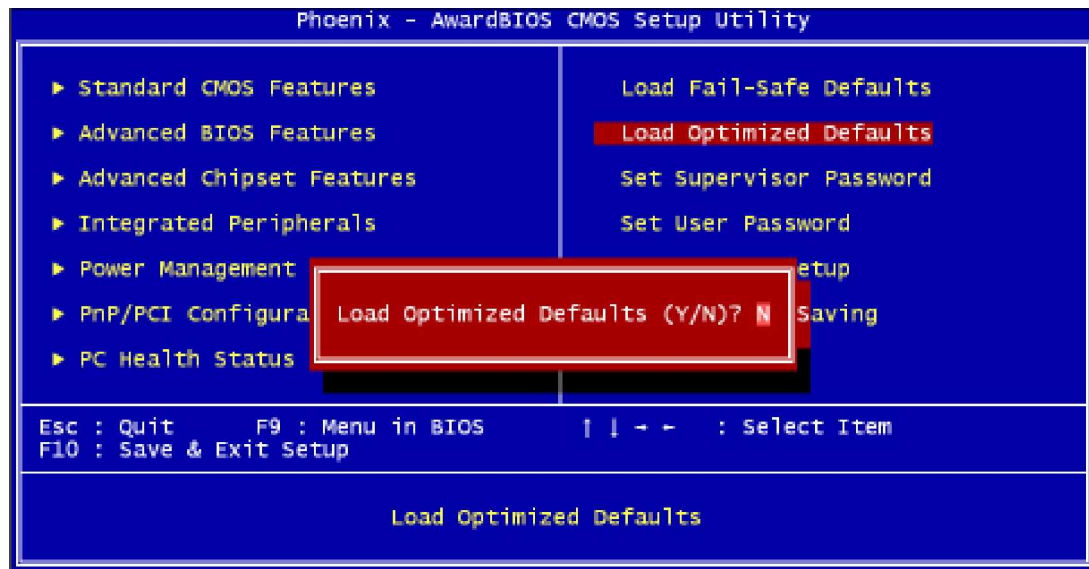 Phoenix - AwardBIOS CMOS Setup Utility
► Standard CMOS Features
► Advanced BIOS Features
► Advanced Chipset Features
► Integrated Peripherals
► Power Management
► PnP/PCI Configura
► PC Health Status
Load Fail-Safe Defaults
Load Optimized Defaults
Set Supervisor Password
Set User Password
etup
Saving
Load Optimized Defaults (Y/N)? N
Esc : Quit F9 : Menu in BIOS ↑ ↓ → ← : Select Item
F10 : Save & Exit Setup
Load Optimized Defaults